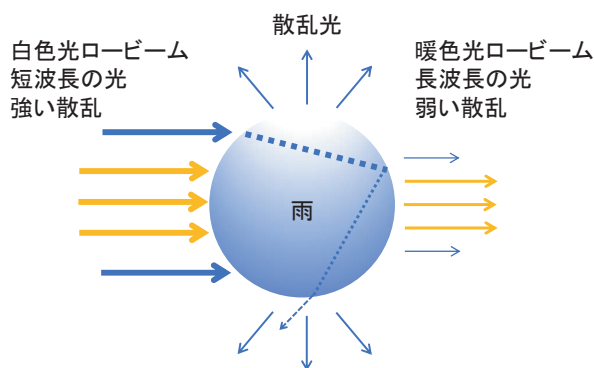 散乱光
白色光ロービーム
短波長の光
強い散乱
暖色光ロービーム
長波長の光
弱い散乱
雨